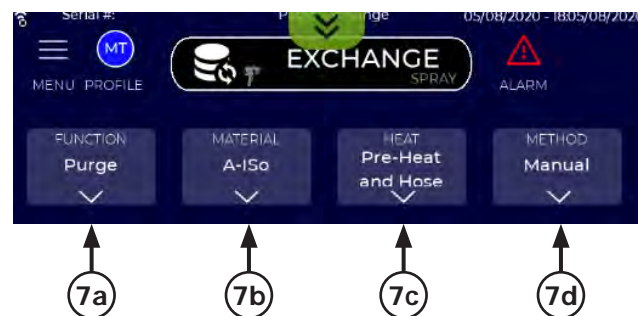 Serial #:
05/08/2020 - 18:05/08/2020
MT
EXCHANGE
SPRAY
MENU PROFILE
ALARM
FUNCTION MATERIAL HEAT METHOD
Purge A-ISo Pre-Heat and Hose Manual
7a 7b 7c 7d